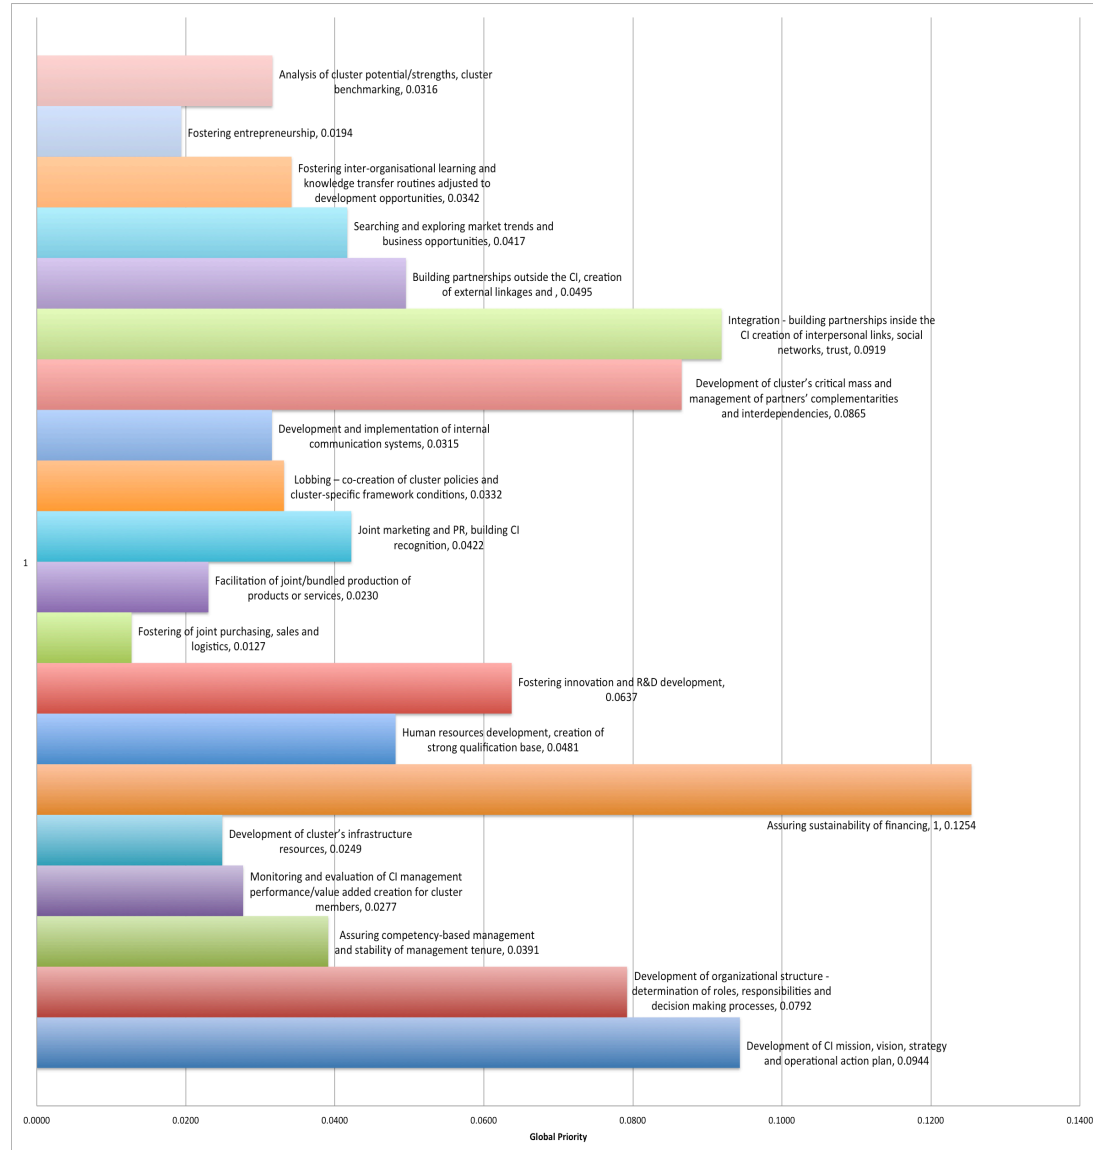 Analysis of cluster potential/strengths, cluster
benchmarking, 0.0316
Fostering entrepreneurship, 0.0194
Fostering inter-organisational learning and
knowledge transfer routines adjusted to
development opportunities, 0.0342
Searching and exploring market trends and
business opportunities, 0.0417
Building partnerships outside the CI, creation
of external linkages and , 0.0495
Integration - building partnerships inside the
CI creation of interpersonal links, social
networks, trust, 0.0919
Development of cluster's critical mass and
management of partners' complementarities
and interdependencies, 0.0865
Development and implementation of internal
communication systems, 0.0315
Lobbing – co-creation of cluster policies and
cluster-specific framework conditions, 0.0332
Joint marketing and PR, building CI
recognition, 0.0422
1
Facilitation of joint/bundled production of
products or services, 0.0230
Fostering of joint purchasing, sales and
logistics, 0.0127
Fostering innovation and R&D development,
0.0637
Human resources development, creation of
strong qualification base, 0.0481
Assuring sustainability of financing, 1, 0.1254
Development of cluster's infrastructure
resources, 0.0249
Monitoring and evaluation of CI management
performance/value added creation for cluster
members, 0.0277
Assuring competency-based management
and stability of management tenure, 0.0391
Development of organizational structure -
determination of roles, responsibilities and
decision making processes, 0.0792
Development of CI mission, vision, strategy
and operational action plan, 0.0944
0.0000 0.0200 0.0400 0.0600 0.0800 0.1000 0.1200 0.1400
Global Priority